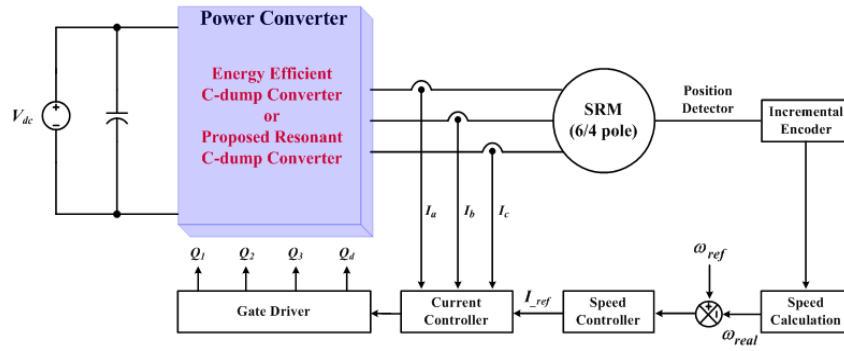 Power Converter
Energy Efficient
C-dump Converter
or
Proposed Resonant
C-dump Converter
V_dc
+
−
SRM
(6/4 pole)
Position
Detector
Incremental
Encoder
I_a
I_b
I_c
Q_1
Q_2
Q_3
Q_d
Gate Driver
Current
Controller
I_ref
Speed
Controller
ω_ref
+
−
ω_real
Speed
Calculation